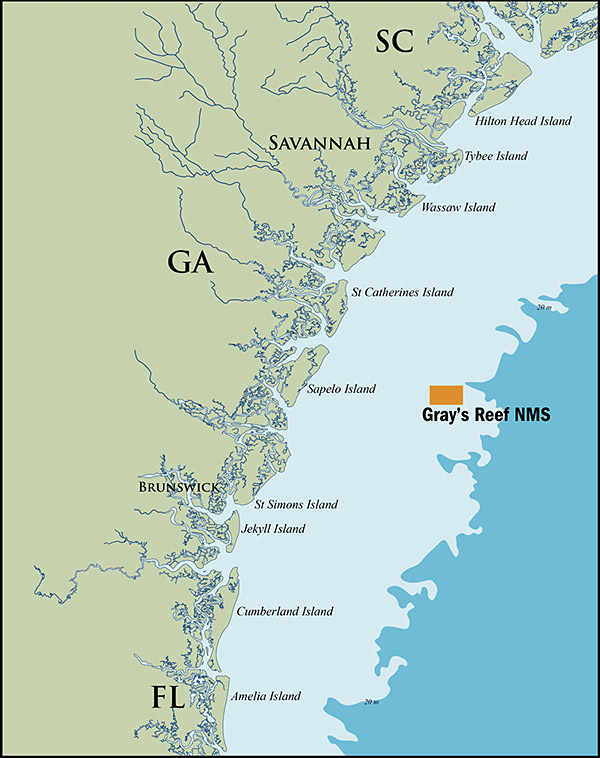 SC
Hilton Head Island
SAVANNAH
Tybee Island
Wassaw Island
GA
St Catherines Island
20 m
Sapelo Island
Gray's Reef NMS
BRUNSWICK
St Simons Island
Jekyll Island
Cumberland Island
FL
Amelia Island
20 m